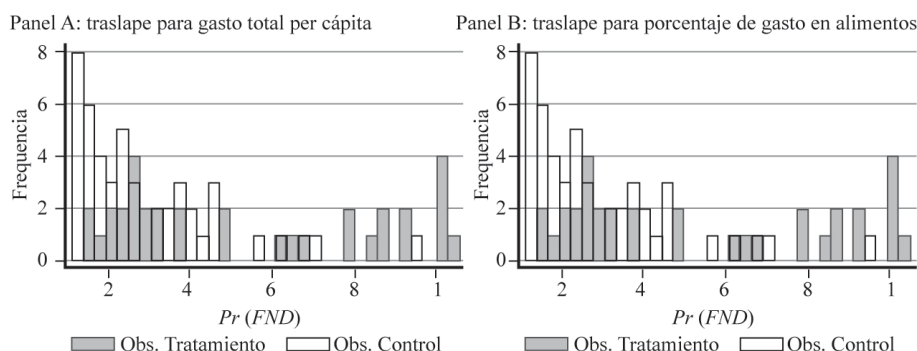 Panel A: traslape para gasto total per cápita
Panel B: traslape para porcentaje de gasto en alimentos
Frequencia
8
6
4
2
0
2 4 6 8 1
Pr (FND)
Obs. Tratamiento Obs. Control
Frequencia
8
6
4
2
0
2 4 6 8 1
Pr (FND)
Obs. Tratamiento Obs. Control